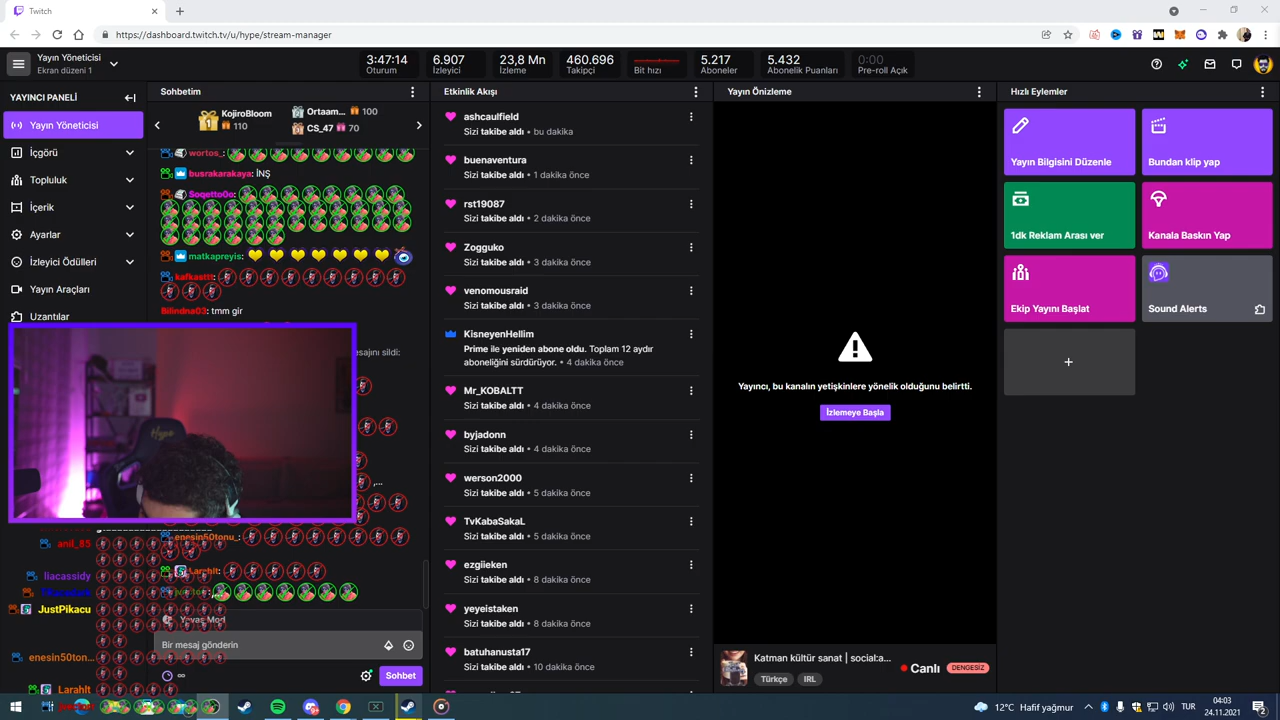 Twitch
https://dashboard.twitch.tv/u/hype/stream-manager
Yayın Yöneticisi
Ekran düzeni 1
3:47:14
Oturum
6.907
İzleyici
23,8 Mn
İzleme
460.696
Takipçi
Bit hızı
5.217
Aboneler
5.432
Abonelik Puanları
0:00
Pre-roll Açık
YAYINCI PANELİ
Yayın Yöneticisi
İçgörü
Topluluk
İçerik
Ayarlar
İzleyici Ödülleri
Yayın Araçları
Uzantılar
Sohbetim
KojiroBloom
110
Ortaam... 100
CS_47 70
wortos_:
busrakarakaya: İNŞ
Soqetto0o:
matkapreyis:
kafkasttt:
Bilindna03: tmm gir
esajını sildi:
,...
enesin50tonu_:
Larahlt:
anil_85
liacassidy
JustPikacu
enesin50ton...
Larahlt
Yavaş Mod
Bir mesaj gönderin
Sohbet
Etkinlik Akışı
ashcaulfield
Sizi takibe aldı • bu dakika
buenaventura
Sizi takibe aldı • 1 dakika önce
rst19087
Sizi takibe aldı • 2 dakika önce
Zogguko
Sizi takibe aldı • 3 dakika önce
venomousraid
Sizi takibe aldı • 3 dakika önce
KisneyenHellim
Prime ile yeniden abone oldu. Toplam 12 aydır
aboneliğini sürdürüyor. • 4 dakika önce
Mr_KOBALTT
Sizi takibe aldı • 4 dakika önce
byjadonn
Sizi takibe aldı • 4 dakika önce
werson2000
Sizi takibe aldı • 5 dakika önce
TvKabaSakaL
Sizi takibe aldı • 5 dakika önce
ezgiieken
Sizi takibe aldı • 8 dakika önce
yeyeistaken
Sizi takibe aldı • 8 dakika önce
batuhanusta17
Sizi takibe aldı • 10 dakika önce
Yayın Önizleme
Yayıncı, bu kanalın yetişkinlere yönelik olduğunu belirtti.
İzlemeye Başla
Katman kültür sanat | social:a...
Türkçe
IRL
Canlı
DENGESİZ
Hızlı Eylemler
Yayın Bilgisini Düzenle
Bundan klip yap
1dk Reklam Arası ver
Kanala Baskın Yap
Ekip Yayını Başlat
Sound Alerts
Hype
12°C Hafif yağmur
TUR
04:03
24.11.2021
2